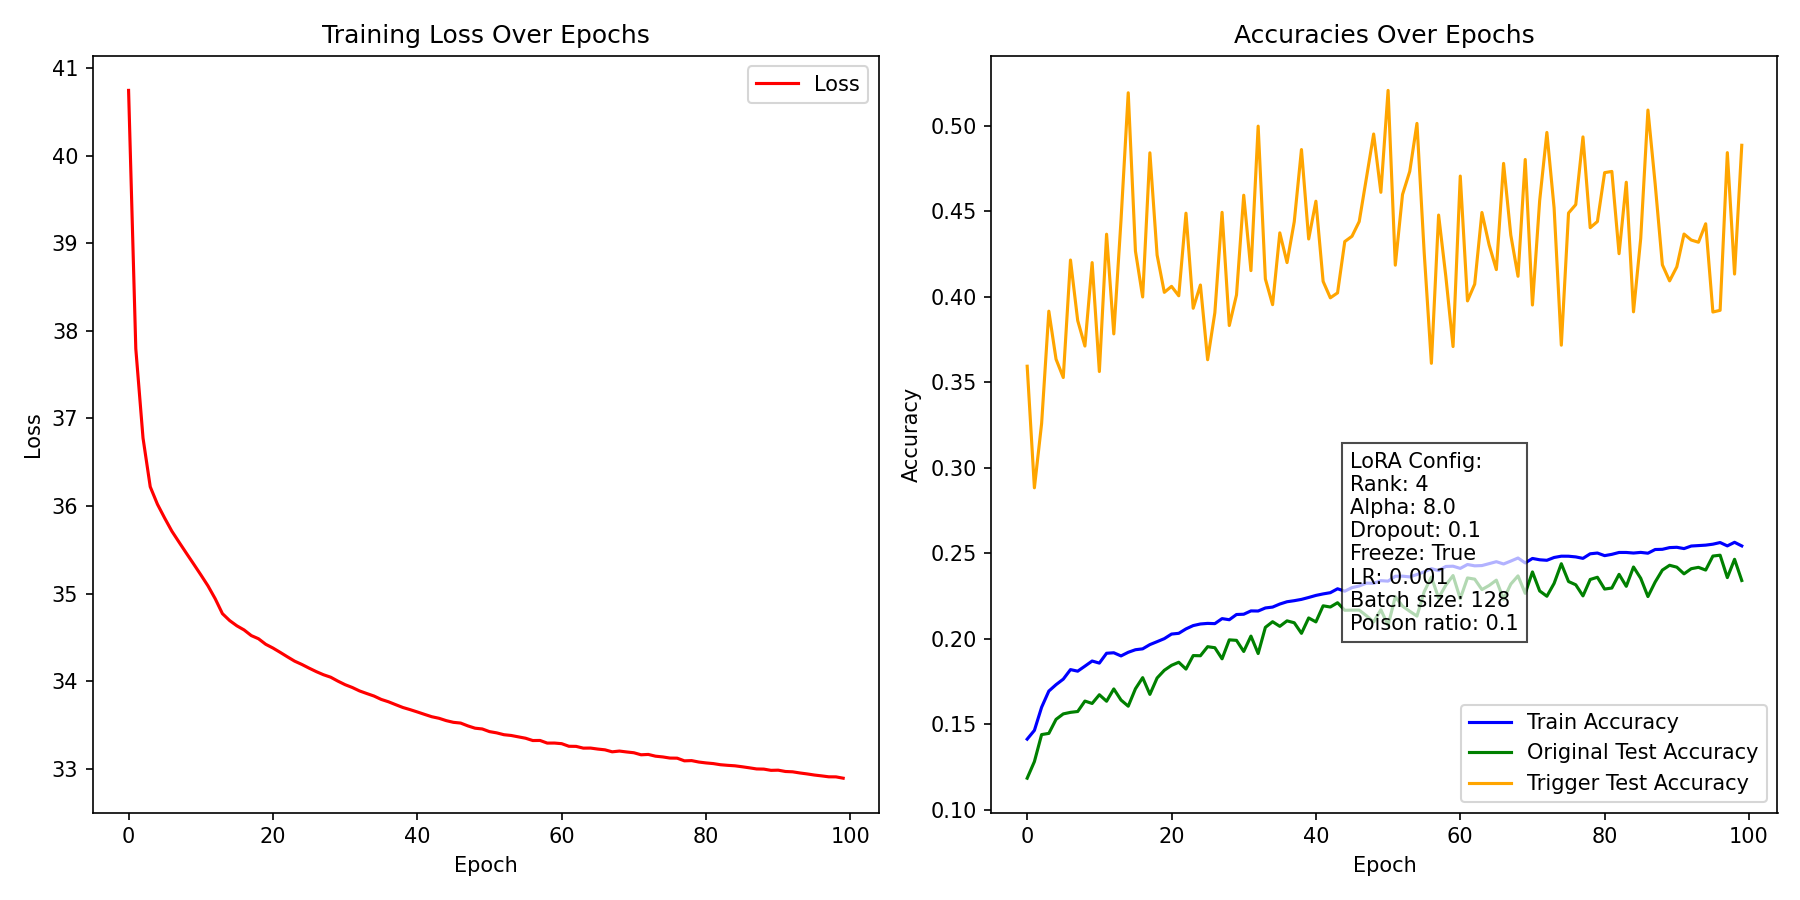 Training Loss Over Epochs
Loss
41
40
39
38
37
36
35
34
33
Loss
0
20
40
60
80
100
Epoch
Accuracies Over Epochs
0.50
0.45
0.40
0.35
0.30
0.25
0.20
0.15
0.10
Accuracy
LoRA Config:
Rank: 4
Alpha: 8.0
Dropout: 0.1
Freeze: True
LR: 0.001
Batch size: 128
Poison ratio: 0.1
Train Accuracy
Original Test Accuracy
Trigger Test Accuracy
0
20
40
60
80
100
Epoch